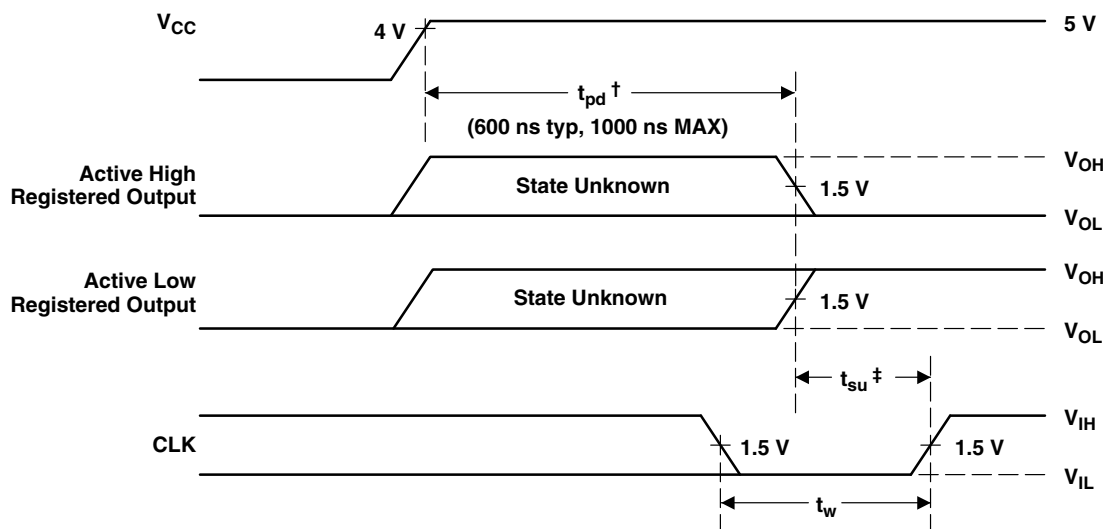 VCC
4 V
5 V
tpd †
(600 ns typ, 1000 ns MAX)
Active High
Registered Output
State Unknown
1.5 V
VOH
VOL
Active Low
Registered Output
State Unknown
1.5 V
VOH
VOL
tsu ‡
CLK
1.5 V
1.5 V
VIH
VIL
tw